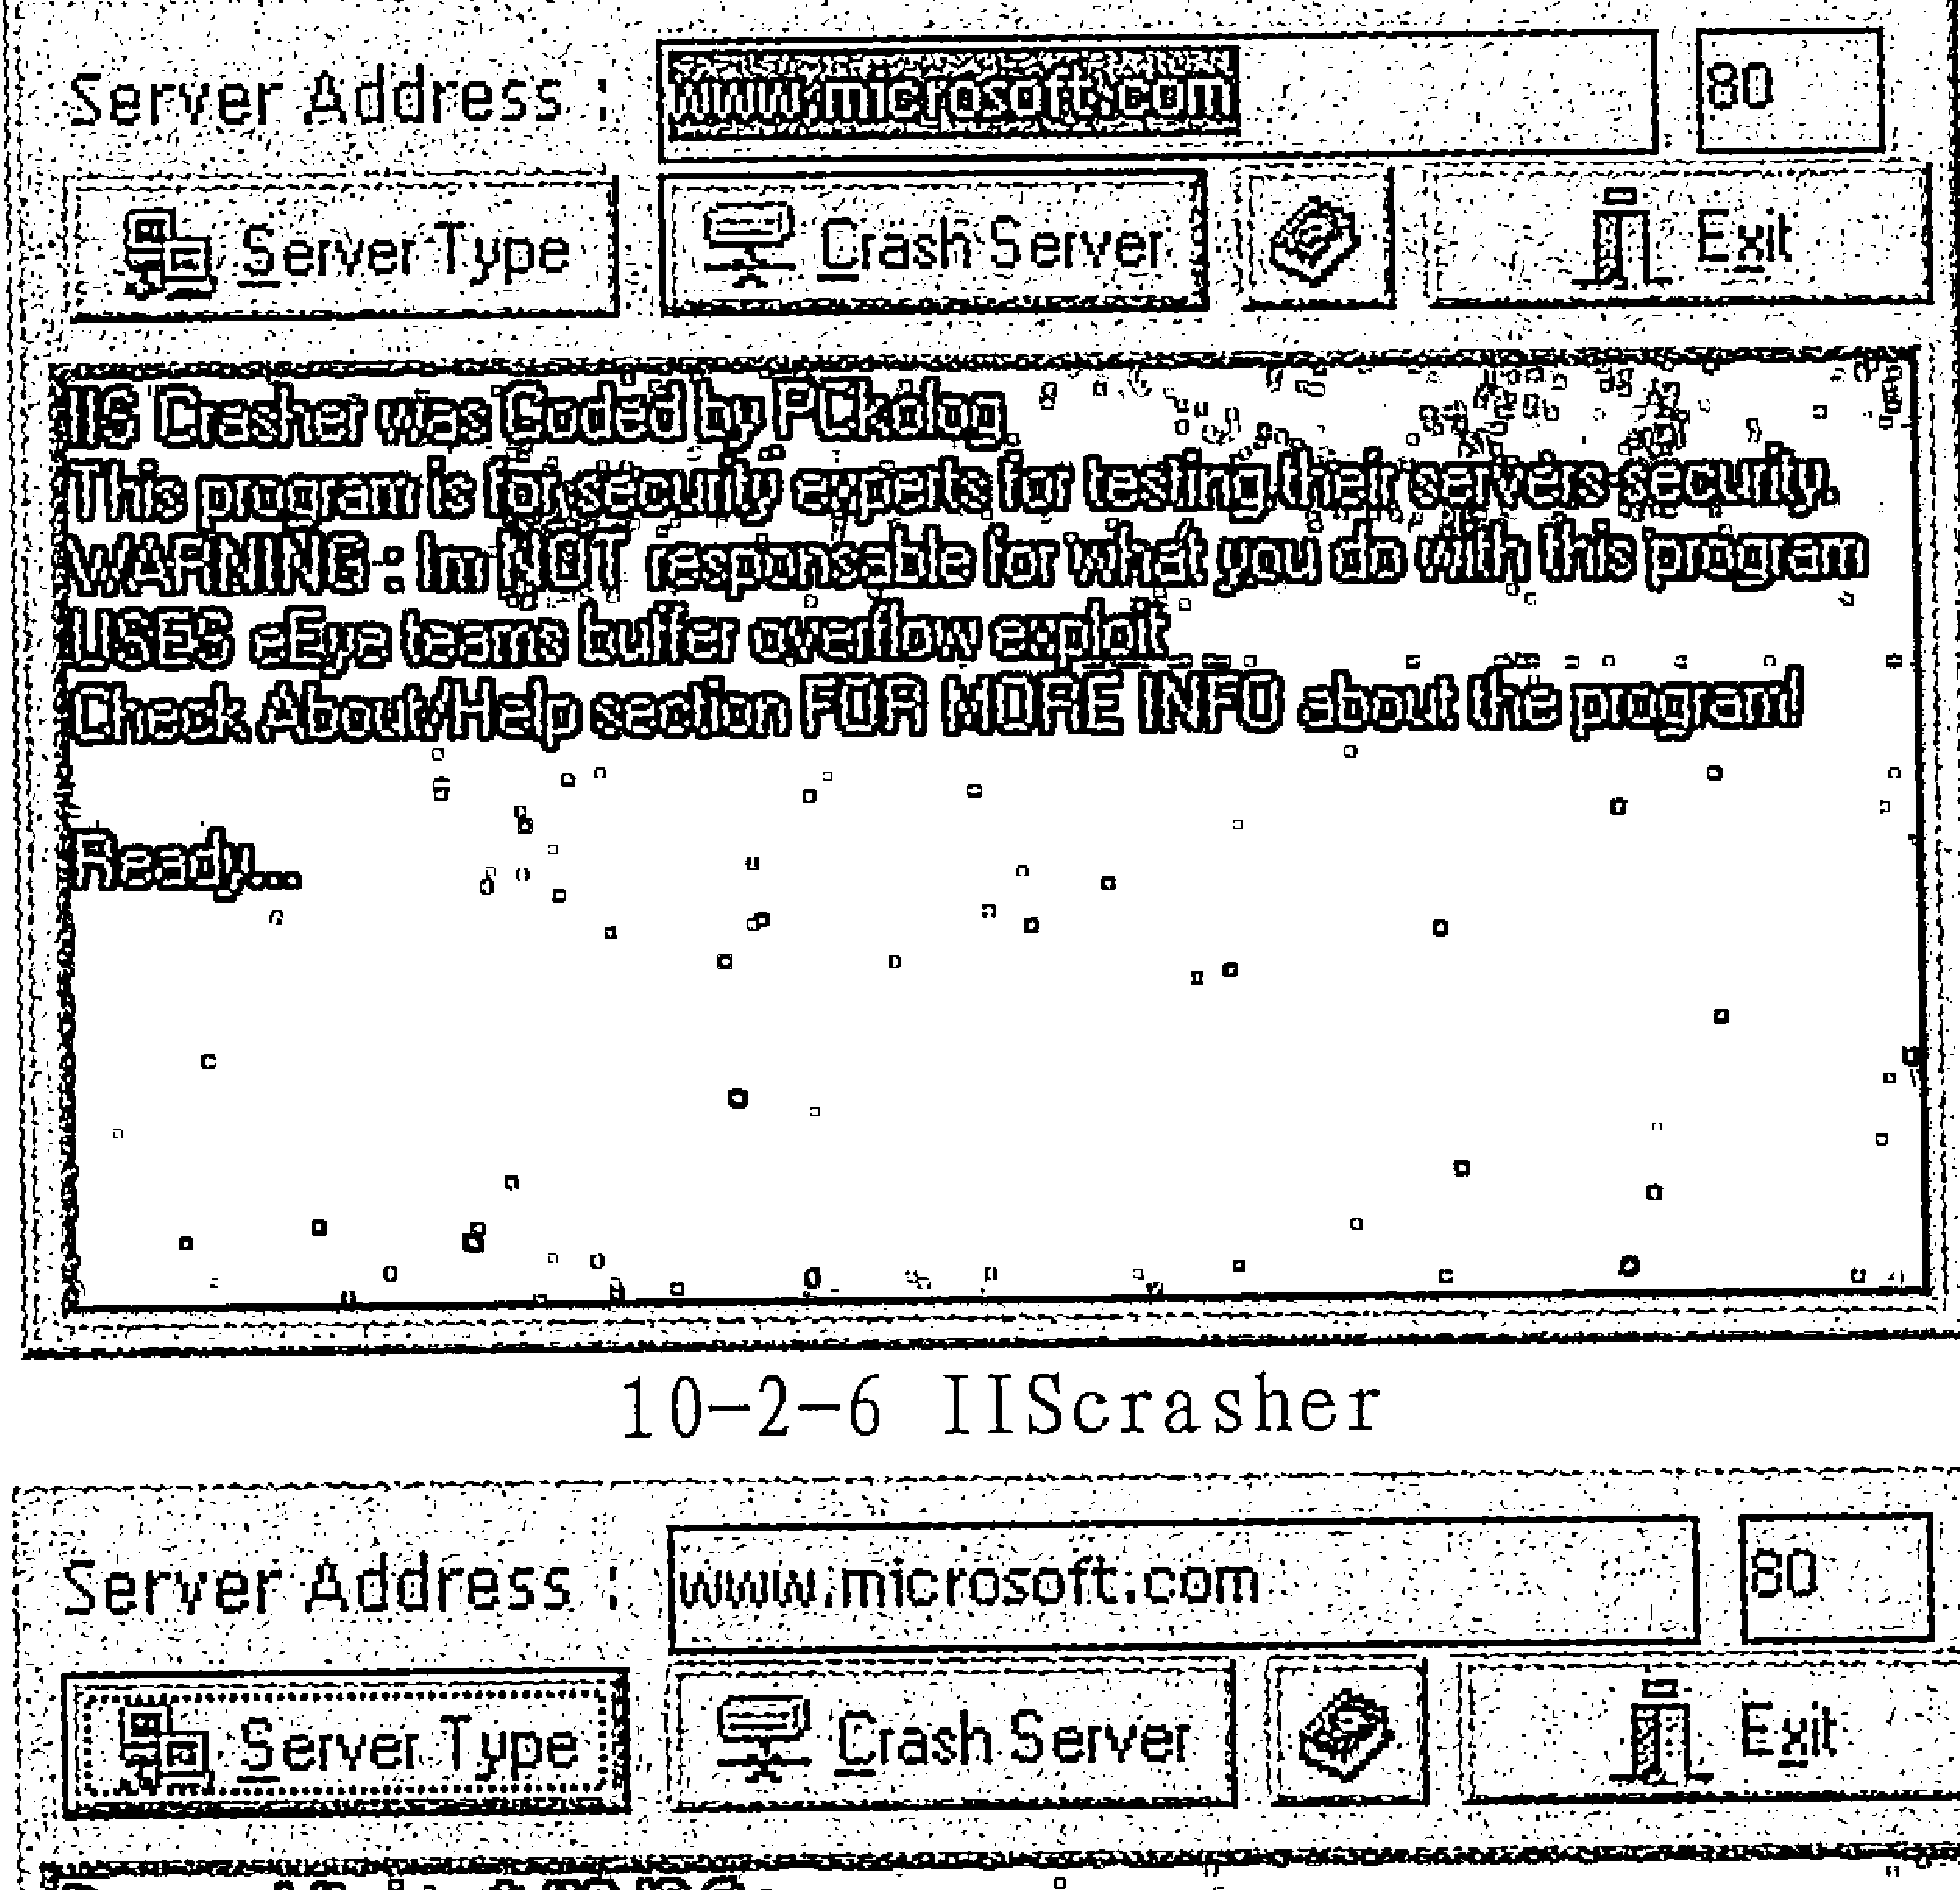 Server Address : www.microsoft.com 80
Server Type Crash Server Exit
IIS Crasher was Coded by PCkolog
This program is for security experts for testing their servers security.
WARNING : Im NOT responsable for what you do with this program
USES eEye teams buffer overflow exploit
Check About/Help section FOR MORE INFO about the program!
Ready...
10-2-6 IIScrasher
Server Address : www.microsoft.com 80
Server Type Crash Server Exit